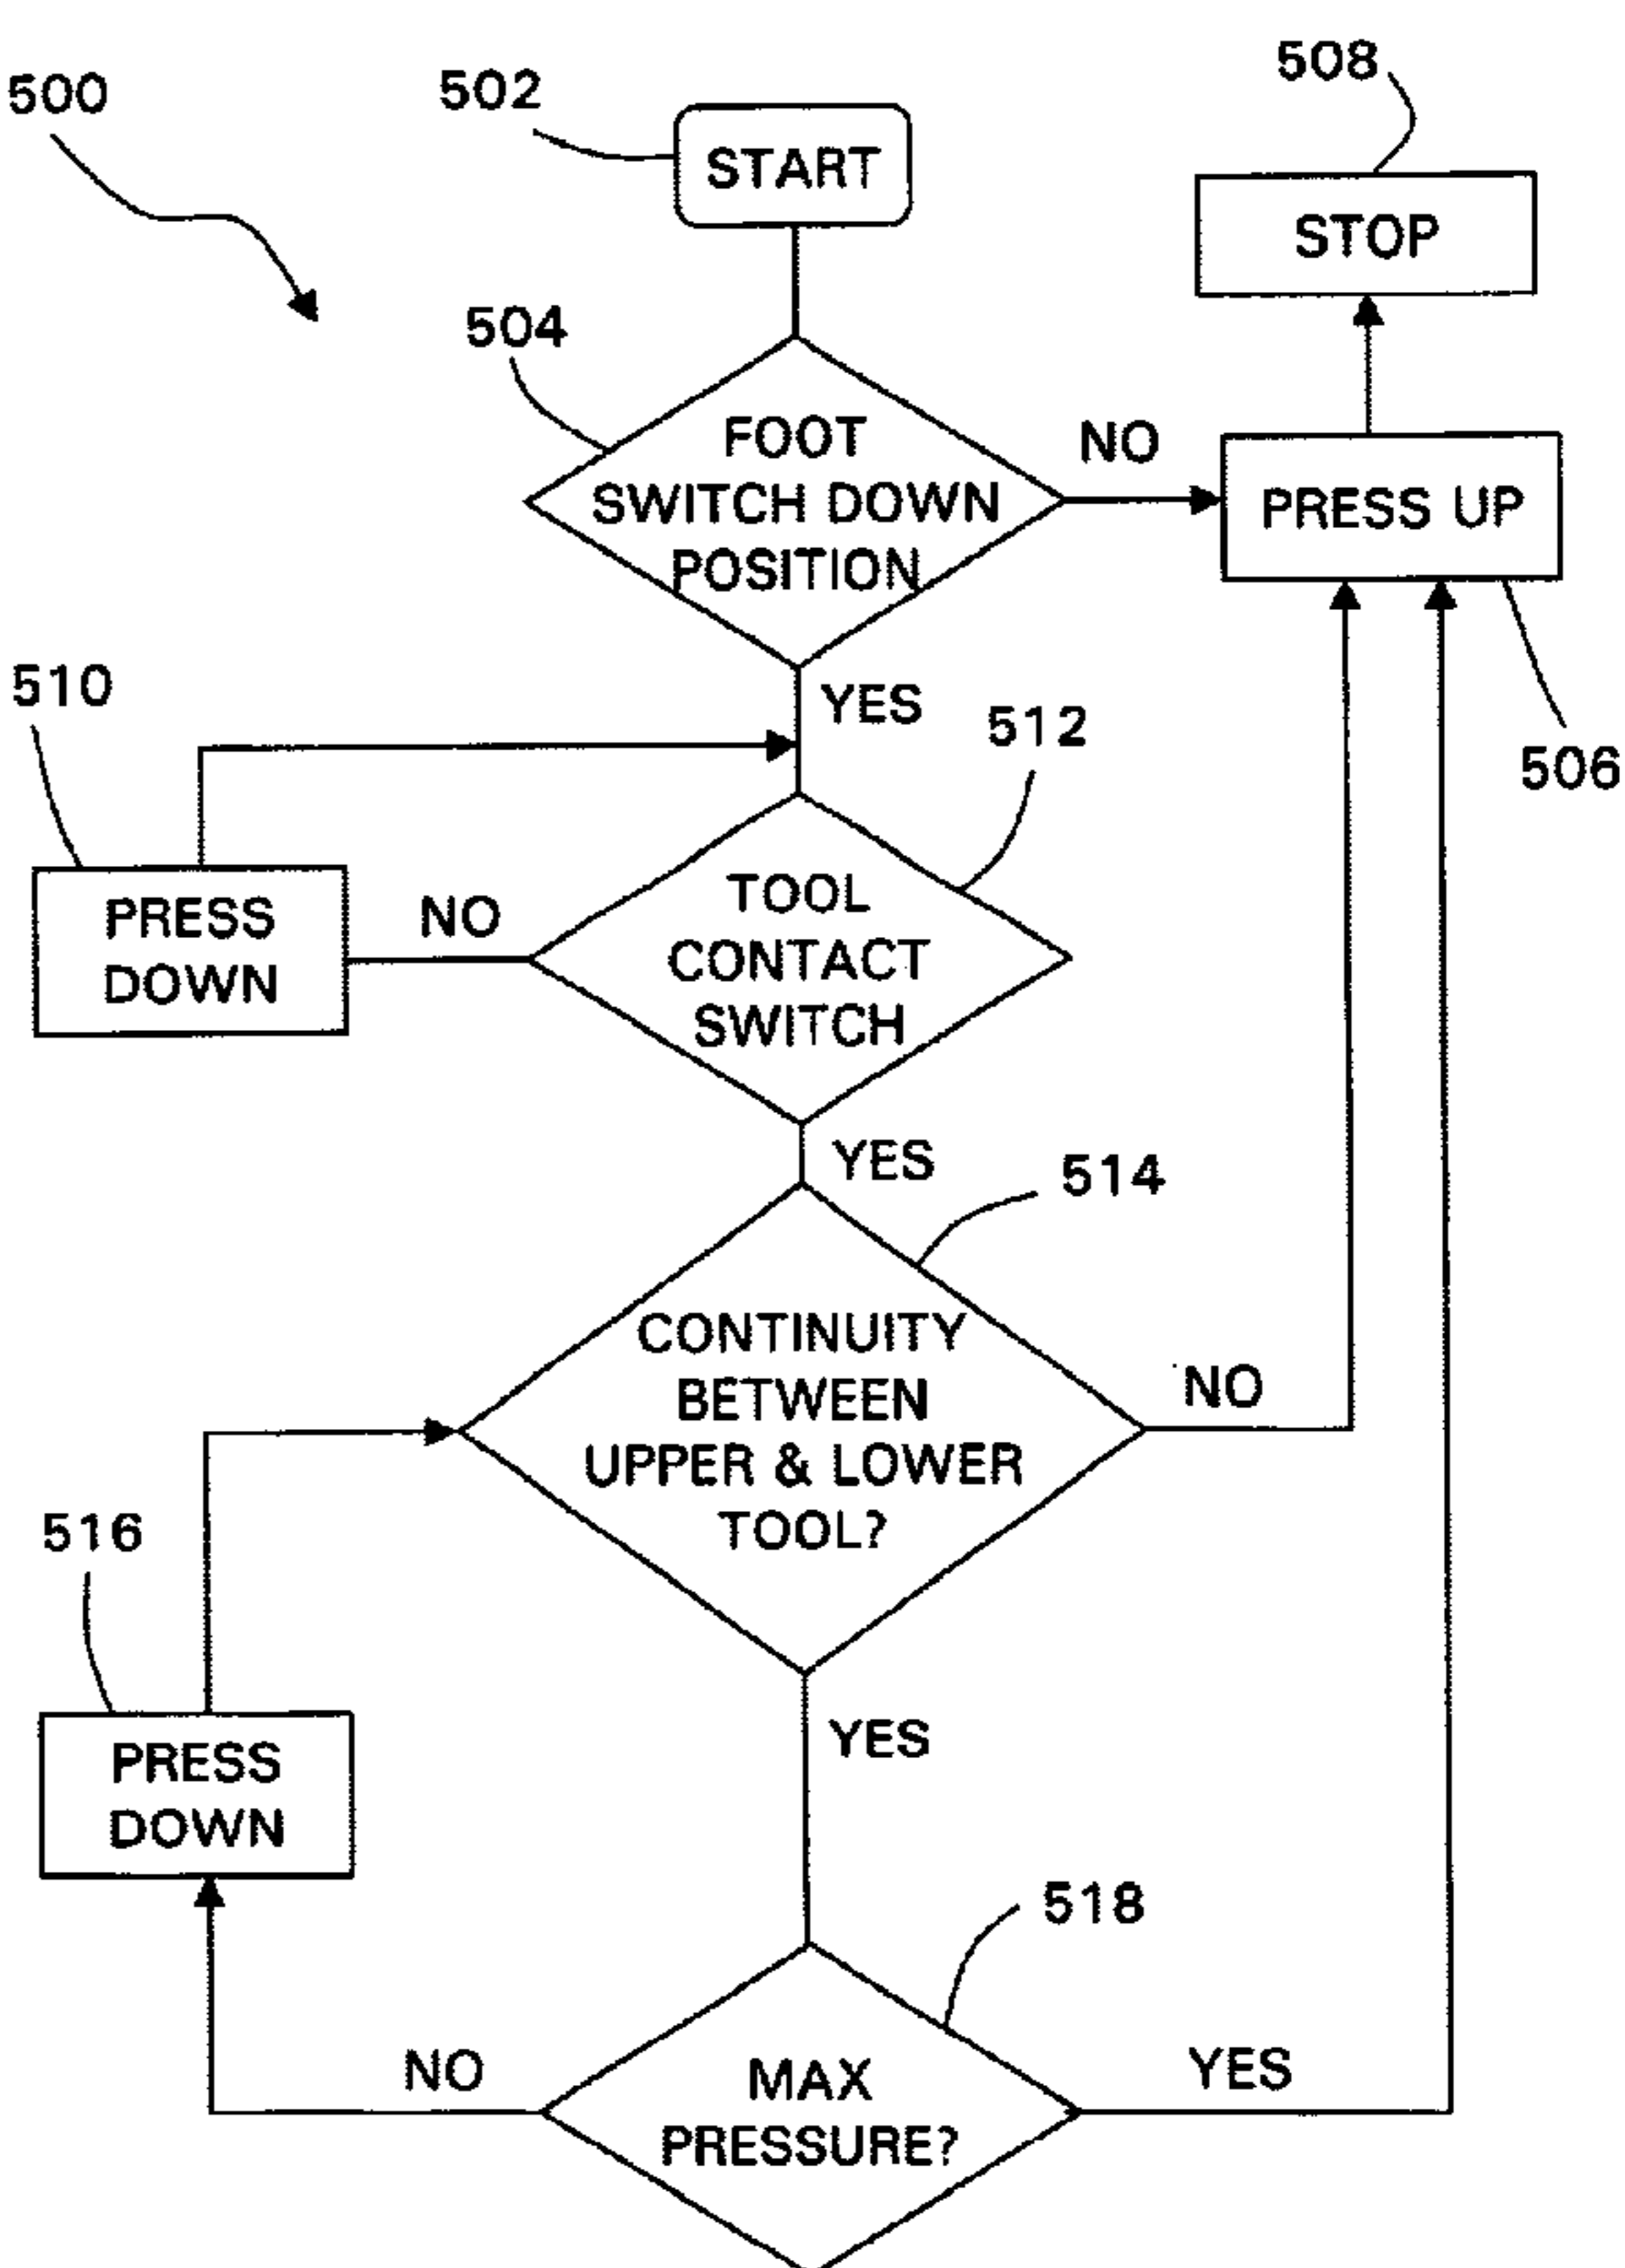 500
502
START
508
STOP
504
FOOT
SWITCH DOWN
POSITION
NO
PRESS UP
506
YES
510
PRESS
DOWN
NO
512
TOOL
CONTACT
SWITCH
YES
514
CONTINUITY
BETWEEN
UPPER & LOWER
TOOL?
NO
516
PRESS
DOWN
YES
518
NO
MAX
PRESSURE?
YES